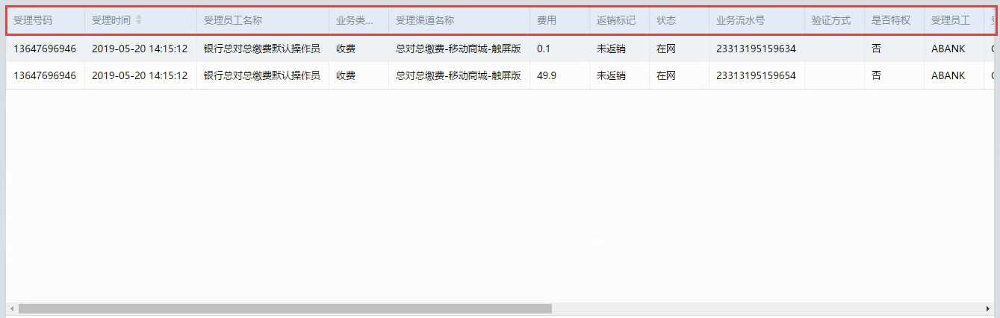 受理号码 受理时间 受理员工名称 业务类... 受理渠道名称 费用 返销标记 状态 业务流水号 验证方式 是否特权 受理员工
13647696946 2019-05-20 14:15:12 银行总对总缴费默认操作员 收费 总对总缴费-移动商城-触屏版 0.1 未返销 在网 23313195159634 否 ABANK
13647696946 2019-05-20 14:15:12 银行总对总缴费默认操作员 收费 总对总缴费-移动商城-触屏版 49.9 未返销 在网 23313195159654 否 ABANK